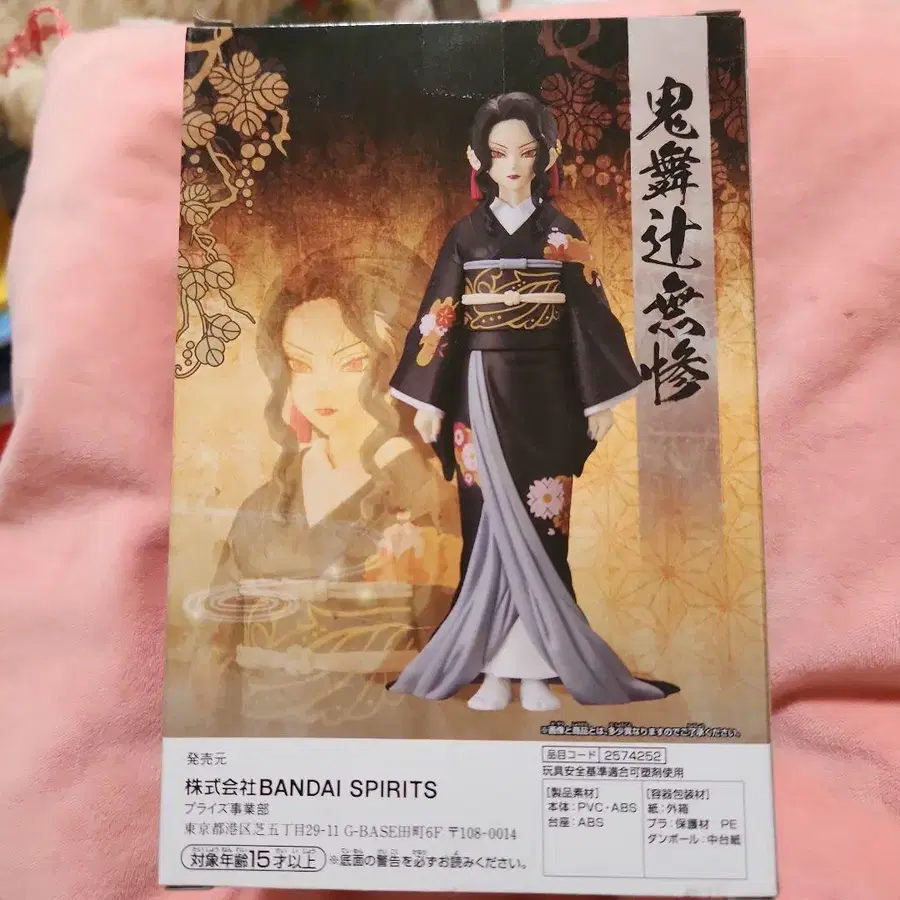 鬼舞辻無惨
※画像と商品とは、多少異なりますのでご了承ください。
発売元
株式会社BANDAI SPIRITS
プライズ事業部
東京都港区芝五丁目29-11 G-BASE田町6F 〒108-0014
対象年齢15才以上 ※底面の警告を必ずお読みください。
品目コード 2574252
玩具安全基準適合可塑剤使用
[製品素材]
本体:PVC・ABS
台座:ABS
[容器包装材]
紙:外箱
プラ:保護材 PE
ダンボール:中台紙